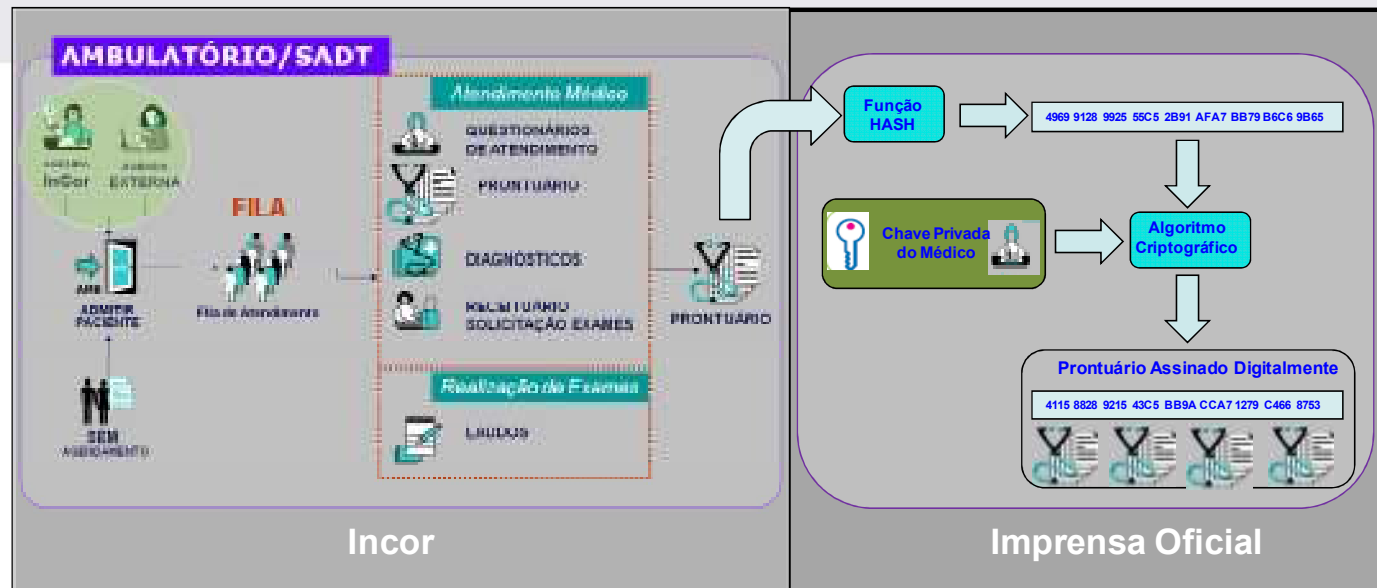 AMBULATÓRIO/SADT
InCor
EXTERNA
FILA
ADMITIR
PACIENTE
Fila de Atendimento
SEM
AGENDAMENTO
Atendimento Médico
QUESTIONÁRIOS
DE ATENDIMENTO
PRONTUÁRIO
DIAGNÓSTICOS
RECEITUÁRIO
SOLICITAÇÃO EXAMES
Realização de Exames
LAUDOS
PRONTUÁRIO
Incor
Função
HASH
4969 9128 9925 55C5 2B91 AFA7 BB79 B6C6 9B65
Chave Privada
do Médico
Algoritmo
Criptográfico
Prontuário Assinado Digitalmente
4115 8828 9215 43C5 BB9A CCA7 1279 C466 8753
Imprensa Oficial